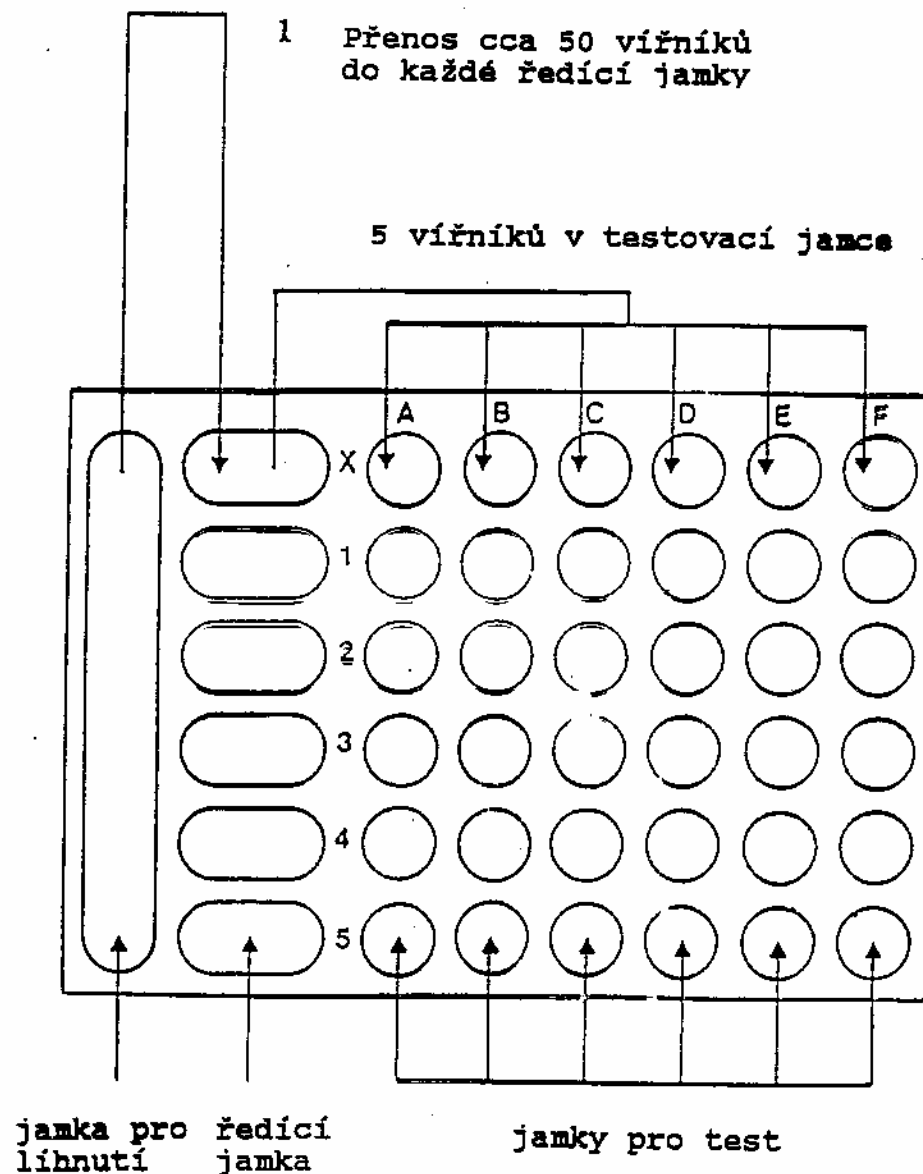 1 Přenos cca 50 vířníků
do každé ředící jamky
5 vířníků v testovací jamce
A B C D E F
X
1
2
3
4
5
jamka pro
líhnutí
ředící
jamka
jamky pro test